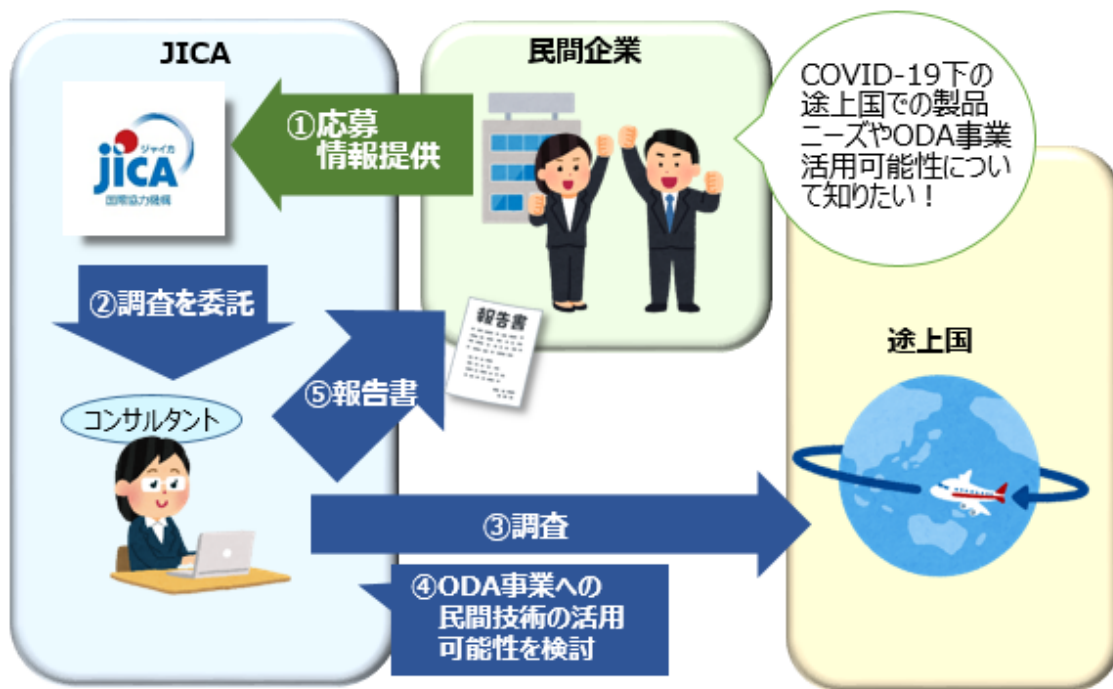 JICA
民間企業
COVID-19下の
途上国での製品
ニーズやODA事業
活用可能性につい
て知りたい！
①応募
情報提供
ジャイカ
jICA
国際協力機構
②調査を委託
報告書
⑤報告書
途上国
コンサルタント
③調査
④ODA事業への
民間技術の活用
可能性を検討